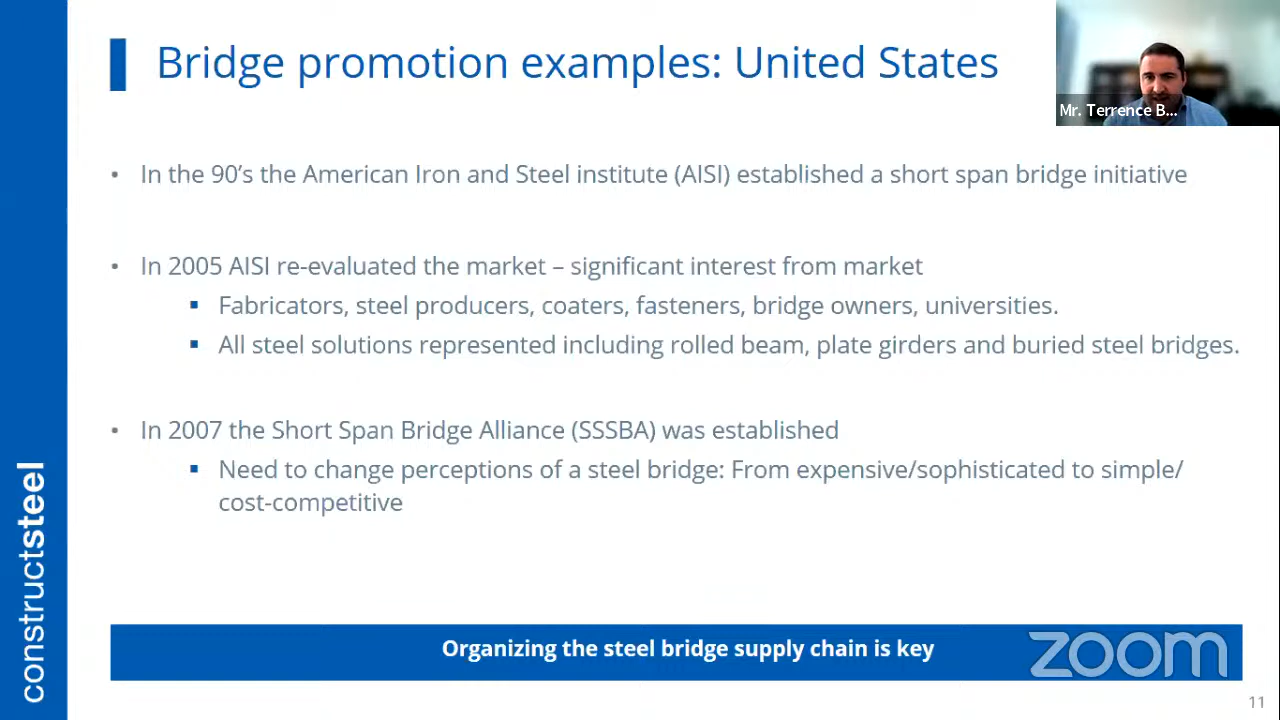 Bridge promotion examples: United States
Mr. Terrence B...
• In the 90’s the American Iron and Steel institute (AISI) established a short span bridge initiative
• In 2005 AISI re-evaluated the market – significant interest from market
▪ Fabricators, steel producers, coaters, fasteners, bridge owners, universities.
▪ All steel solutions represented including rolled beam, plate girders and buried steel bridges.
• In 2007 the Short Span Bridge Alliance (SSSBA) was established
▪ Need to change perceptions of a steel bridge: From expensive/sophisticated to simple/
cost-competitive
constructsteel
Organizing the steel bridge supply chain is key
zoom
11